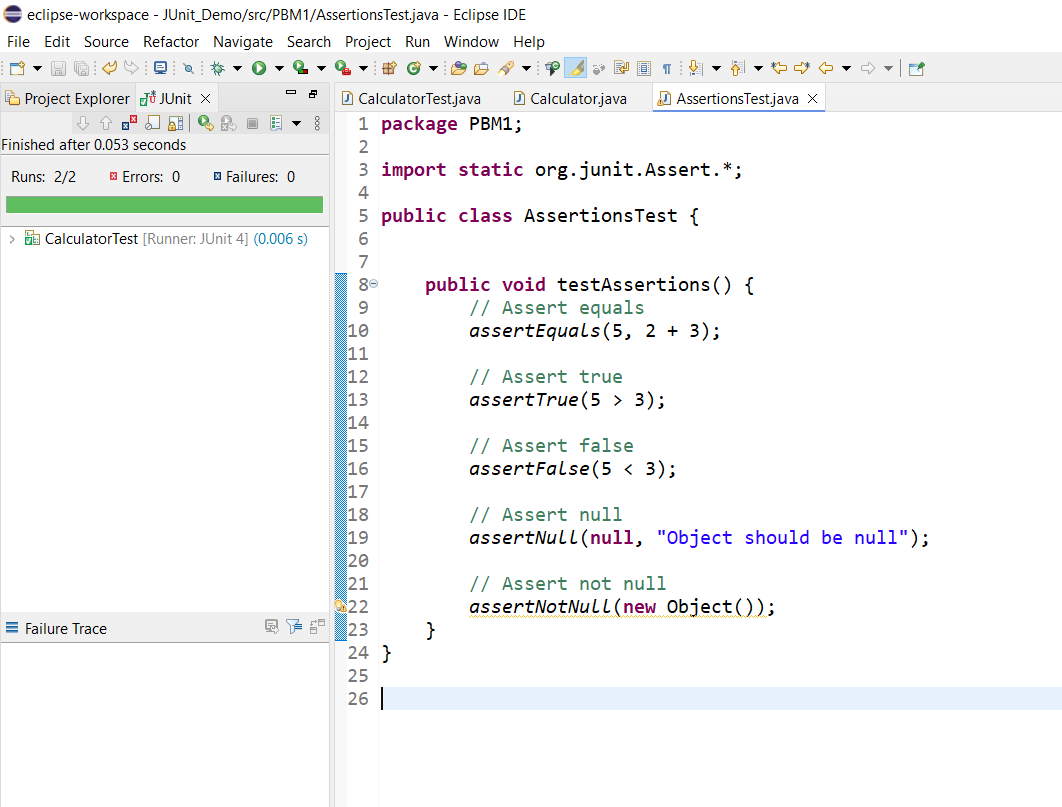 eclipse-workspace - JUnit_Demo/src/PBM1/AssertionsTest.java - Eclipse IDE
File Edit Source Refactor Navigate Search Project Run Window Help
Project Explorer JUnit
Finished after 0.053 seconds
Runs: 2/2 Errors: 0 Failures: 0
CalculatorTest [Runner: JUnit 4] (0.006 s)
Failure Trace
CalculatorTest.java Calculator.java AssertionsTest.java
1 package PBM1;
2
3 import static org.junit.Assert.*;
4
5 public class AssertionsTest {
6
7
8 public void testAssertions() {
9 // Assert equals
10 assertEquals(5, 2 + 3);
11
12 // Assert true
13 assertTrue(5 > 3);
14
15 // Assert false
16 assertFalse(5 < 3);
17
18 // Assert null
19 assertNull(null, "Object should be null");
20
21 // Assert not null
22 assertNotNull(new Object());
23 }
24 }
25
26